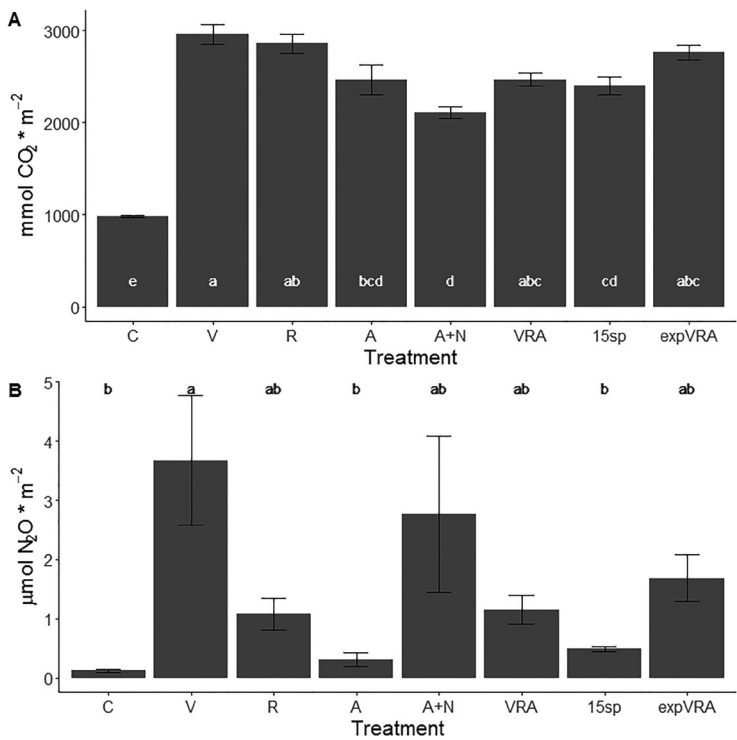 A
3000
2000
1000
0
mmol CO₂ * m⁻²
e a ab bcd d abc cd abc
C V R A A+N VRA 15sp expVRA
Treatment
B
b a ab b ab ab b ab
5
4
3
2
1
0
µmol N₂O * m⁻²
C V R A A+N VRA 15sp expVRA
Treatment